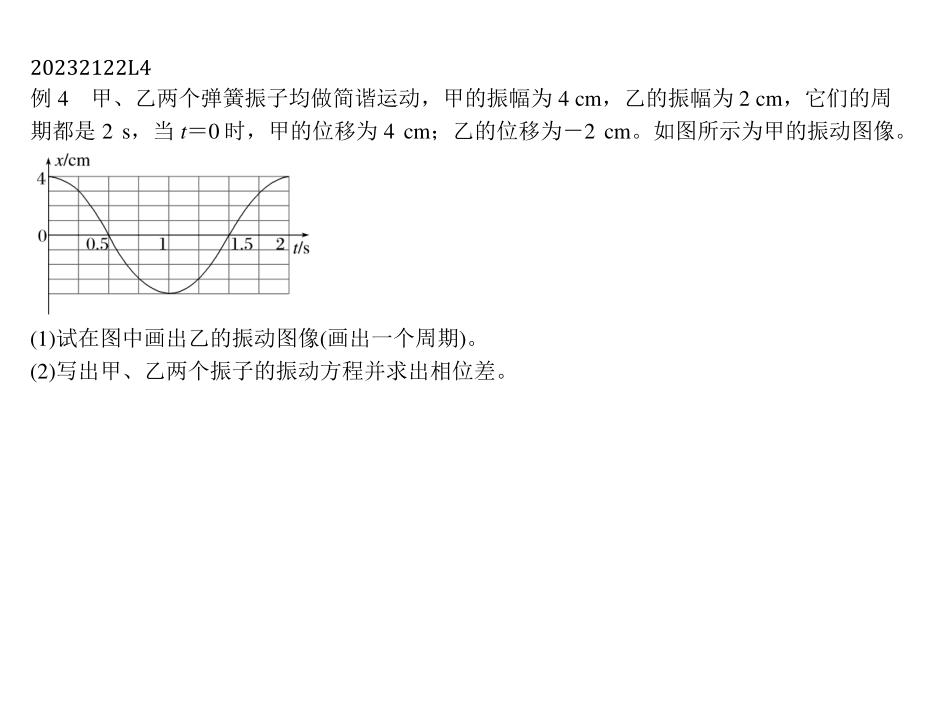 20232122L4
例 4　甲、乙两个弹簧振子均做简谐运动，甲的振幅为 4 cm，乙的振幅为 2 cm，它们的周
期都是 2 s，当 t＝0 时，甲的位移为 4 cm；乙的位移为－2 cm。如图所示为甲的振动图像。
x/cm
4
0
0.5
1
1.5
2
t/s
(1)试在图中画出乙的振动图像(画出一个周期)。
(2)写出甲、乙两个振子的振动方程并求出相位差。